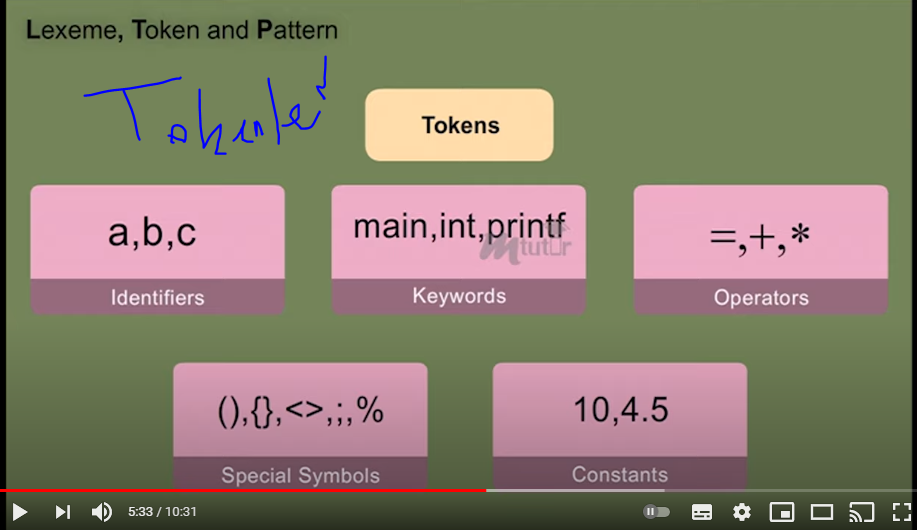 Lexeme, Token and Pattern
Tokens
a,b,c
Identifiers
main,int,printf
mtutor
Keywords
=,+,*
Operators
(),{},<>,;;,%
Special Symbols
10,4.5
Constants
5:33 / 10:31